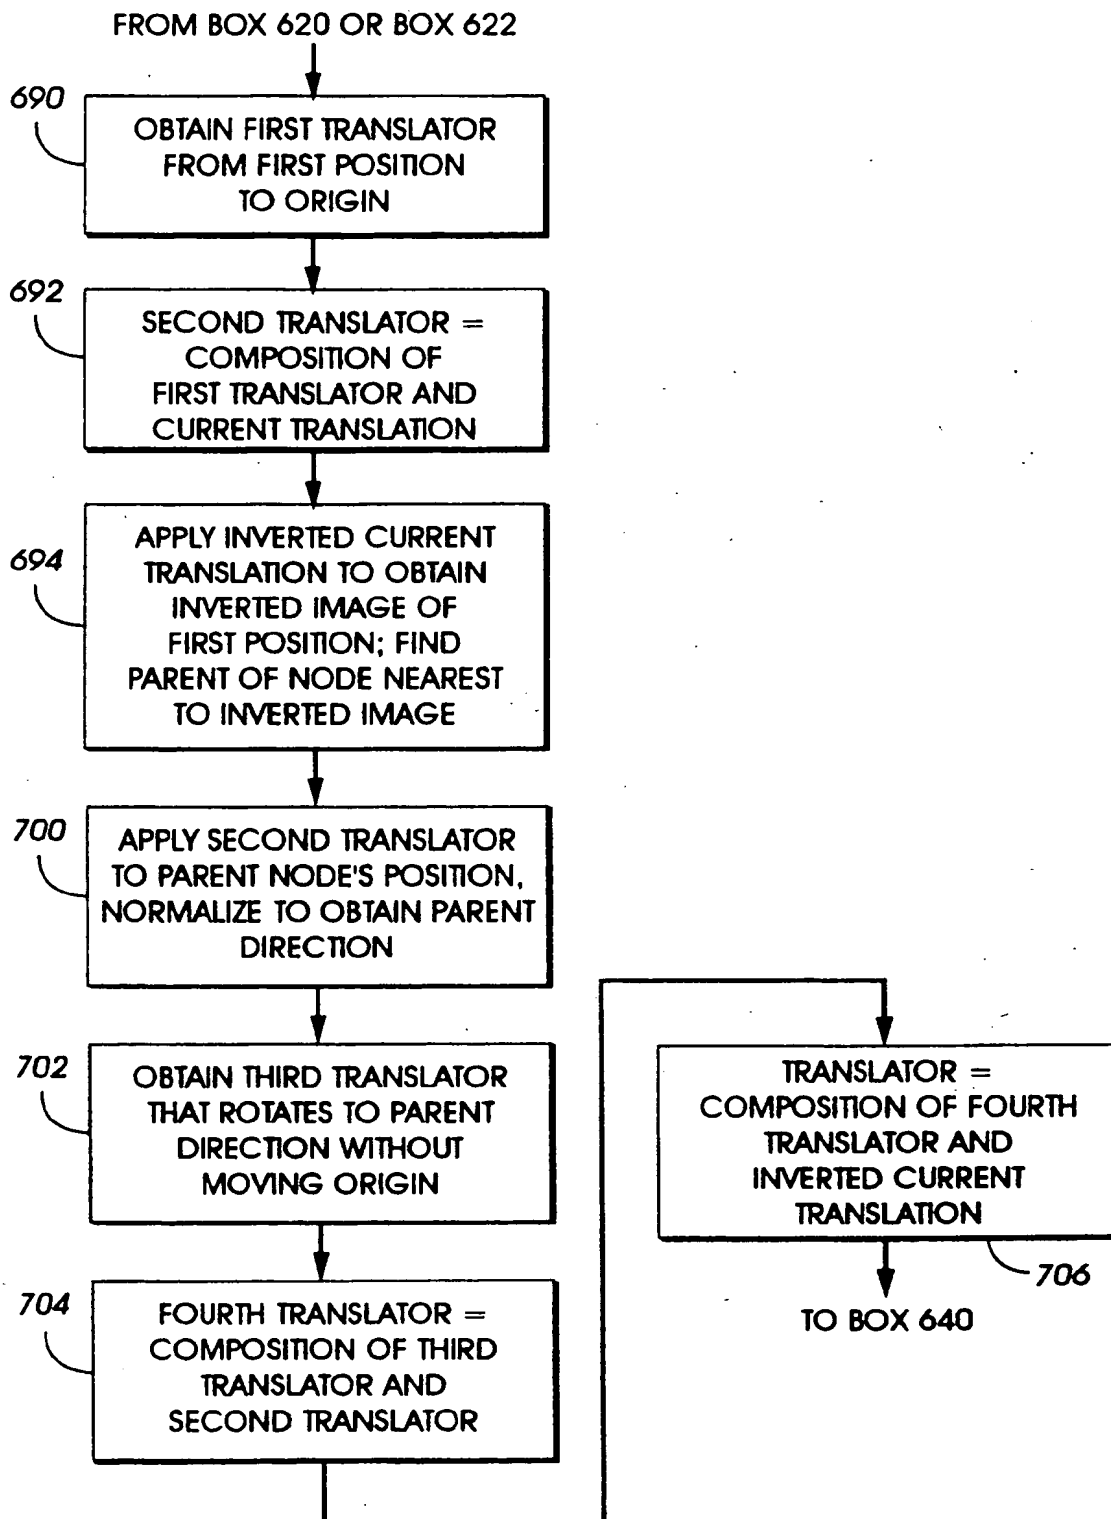 FROM BOX 620 OR BOX 622
690
OBTAIN FIRST TRANSLATOR
FROM FIRST POSITION
TO ORIGIN
692
SECOND TRANSLATOR =
COMPOSITION OF
FIRST TRANSLATOR AND
CURRENT TRANSLATION
694
APPLY INVERTED CURRENT
TRANSLATION TO OBTAIN
INVERTED IMAGE OF
FIRST POSITION; FIND
PARENT OF NODE NEAREST
TO INVERTED IMAGE
700
APPLY SECOND TRANSLATOR
TO PARENT NODE'S POSITION,
NORMALIZE TO OBTAIN PARENT
DIRECTION
702
OBTAIN THIRD TRANSLATOR
THAT ROTATES TO PARENT
DIRECTION WITHOUT
MOVING ORIGIN
704
FOURTH TRANSLATOR =
COMPOSITION OF THIRD
TRANSLATOR AND
SECOND TRANSLATOR
TRANSLATOR =
COMPOSITION OF FOURTH
TRANSLATOR AND
INVERTED CURRENT
TRANSLATION
706
TO BOX 640